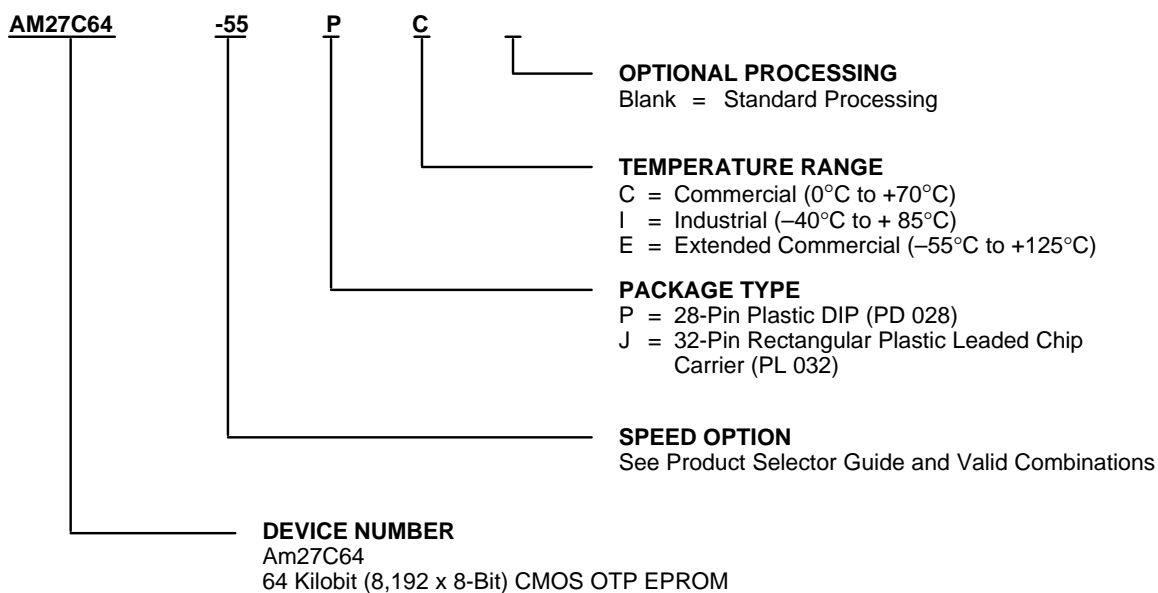 AM27C64 -55 P C
OPTIONAL PROCESSING
Blank = Standard Processing
TEMPERATURE RANGE
C = Commercial (0°C to +70°C)
I = Industrial (–40°C to + 85°C)
E = Extended Commercial (–55°C to +125°C)
PACKAGE TYPE
P = 28-Pin Plastic DIP (PD 028)
J = 32-Pin Rectangular Plastic Leaded Chip
Carrier (PL 032)
SPEED OPTION
See Product Selector Guide and Valid Combinations
DEVICE NUMBER
Am27C64
64 Kilobit (8,192 x 8-Bit) CMOS OTP EPROM